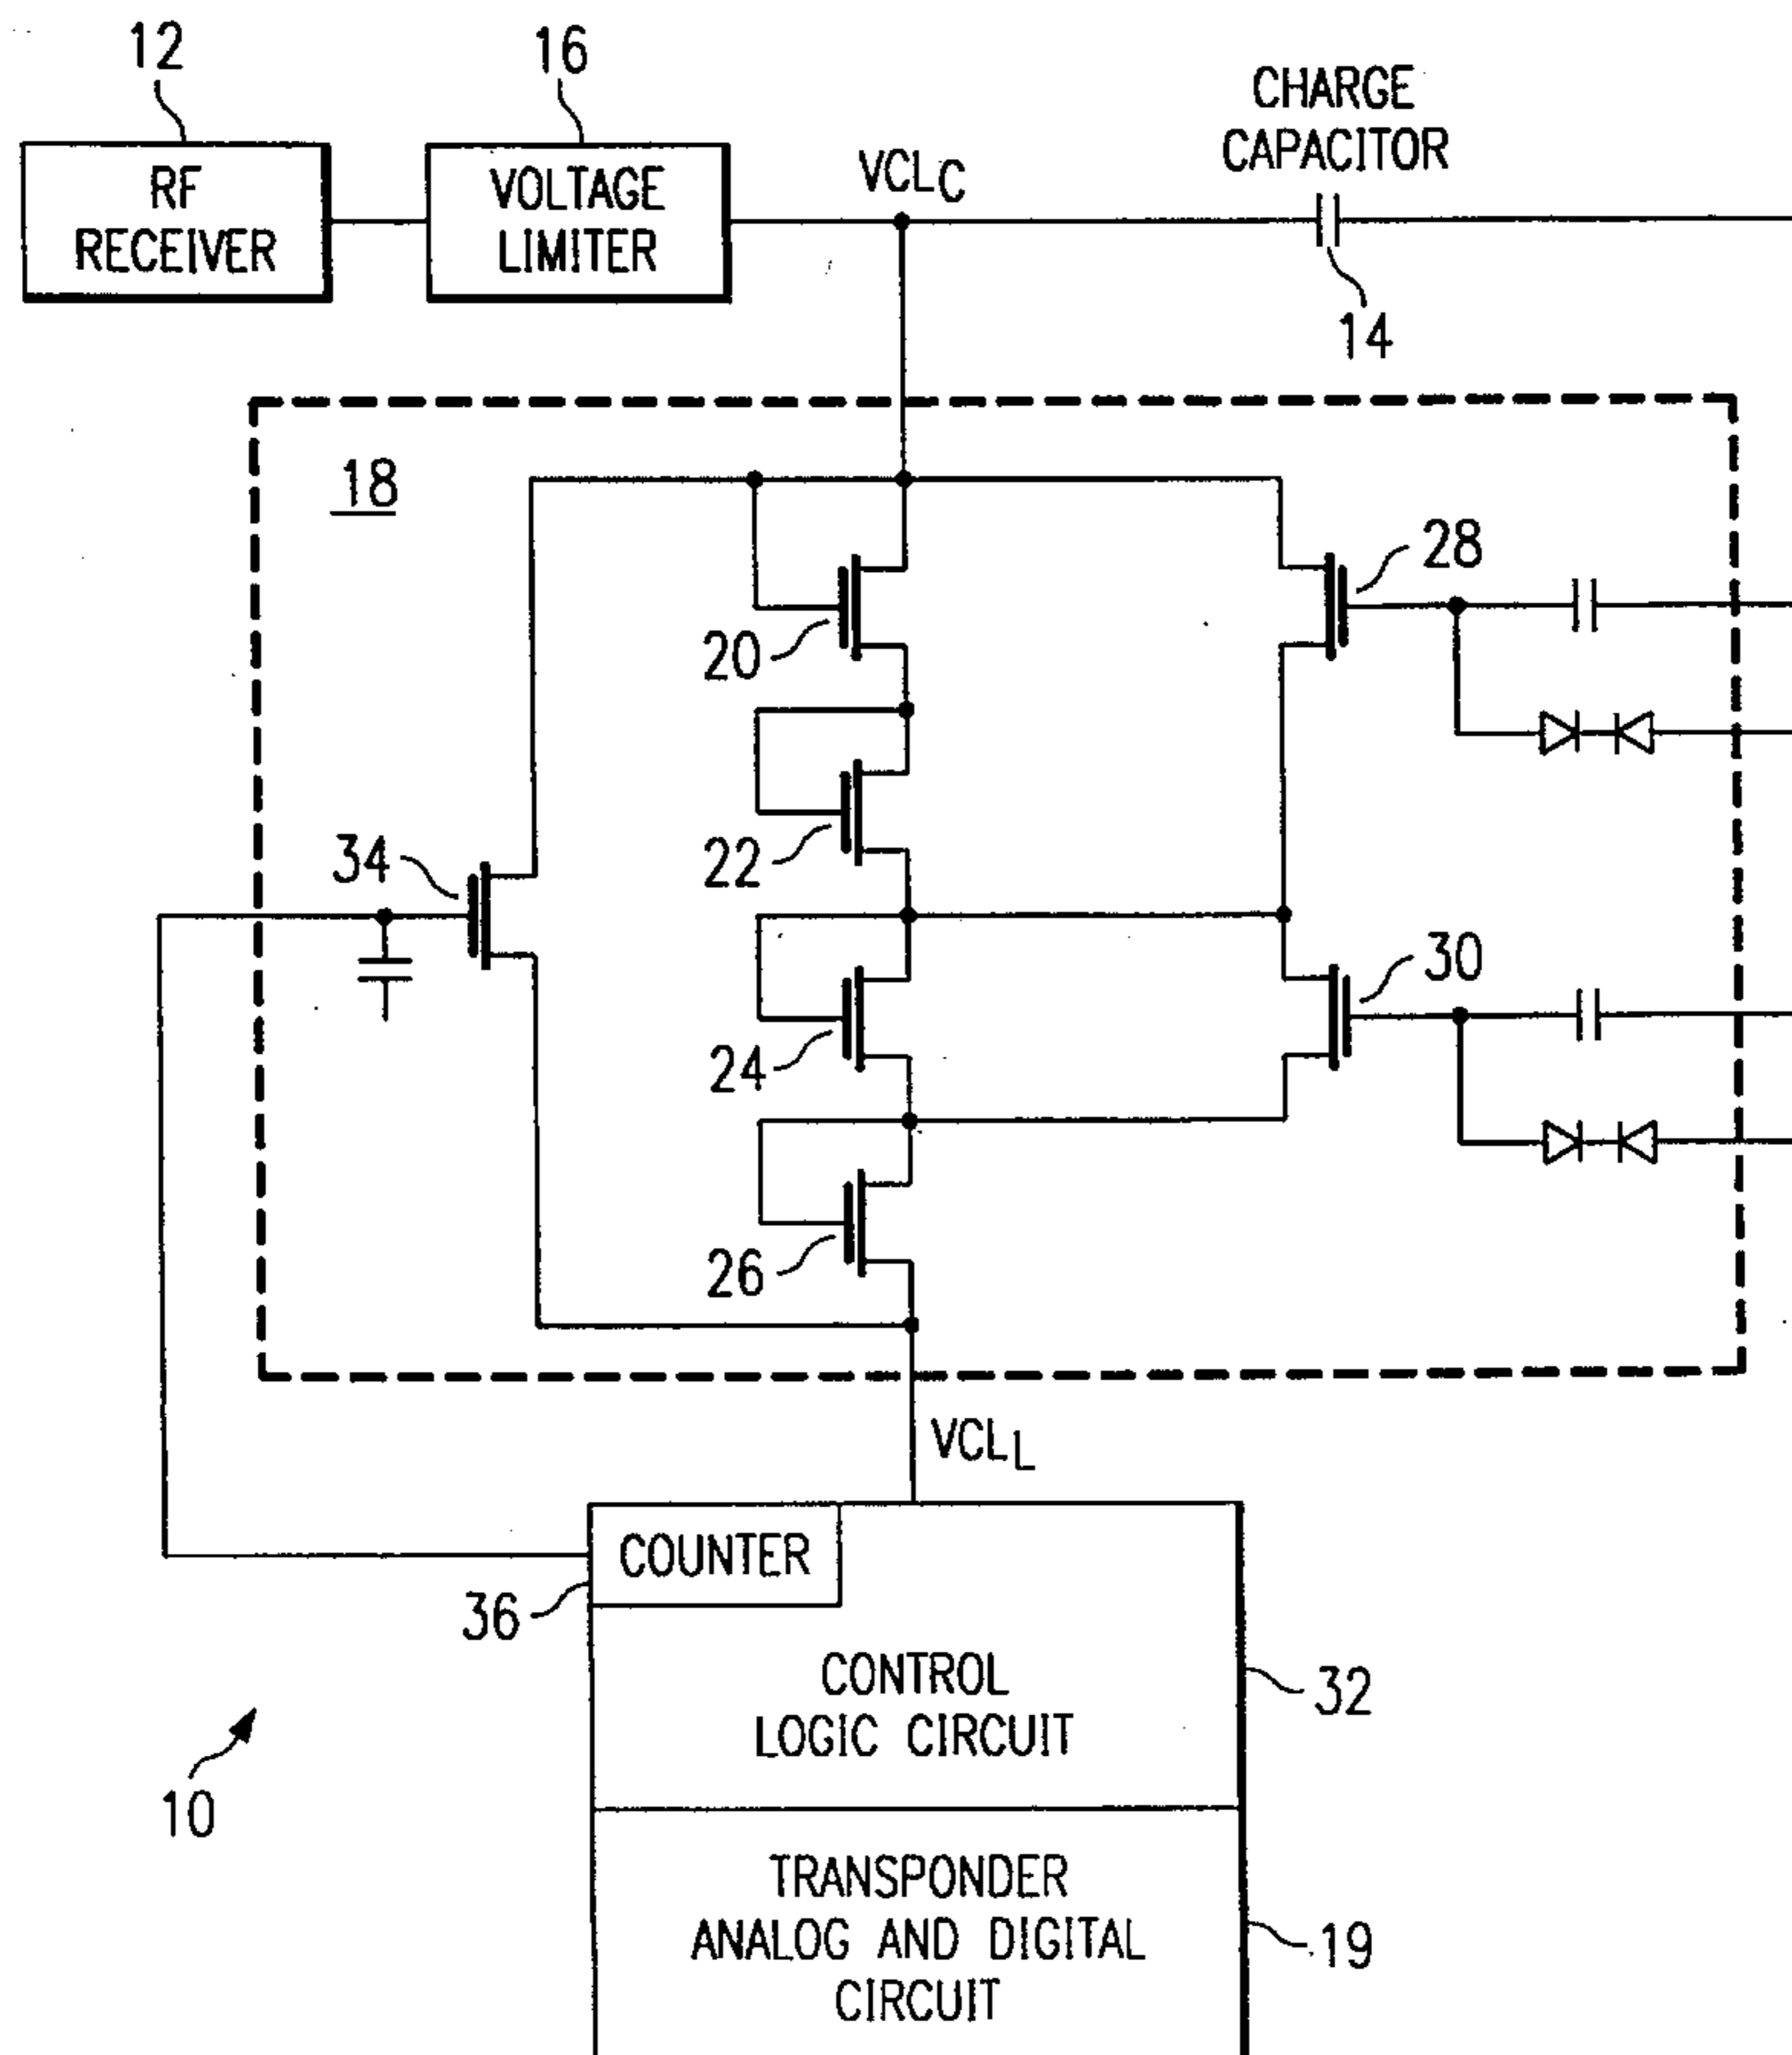 12
16
CHARGE
CAPACITOR
RF
RECEIVER
VOLTAGE
LIMITER
VCLC
14
18
28
20
34
22
30
24
26
VCLL
COUNTER
36
CONTROL
LOGIC CIRCUIT
32
10
TRANSPONDER
ANALOG AND DIGITAL
CIRCUIT
19